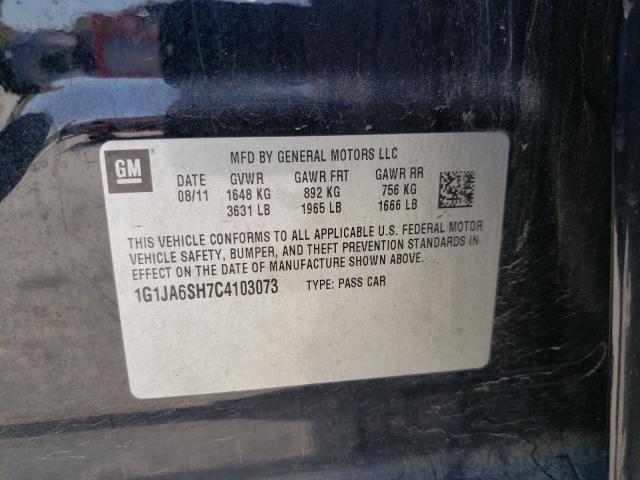 GM
MFD BY GENERAL MOTORS LLC
DATE GVWR GAWR FRT GAWR RR
08/11 1648 KG 892 KG 756 KG
3631 LB 1965 LB 1666 LB
THIS VEHICLE CONFORMS TO ALL APPLICABLE U.S. FEDERAL MOTOR
VEHICLE SAFETY, BUMPER, AND THEFT PREVENTION STANDARDS IN
EFFECT ON THE DATE OF MANUFACTURE SHOWN ABOVE.
1G1JA6SH7C4103073 TYPE: PASS CAR